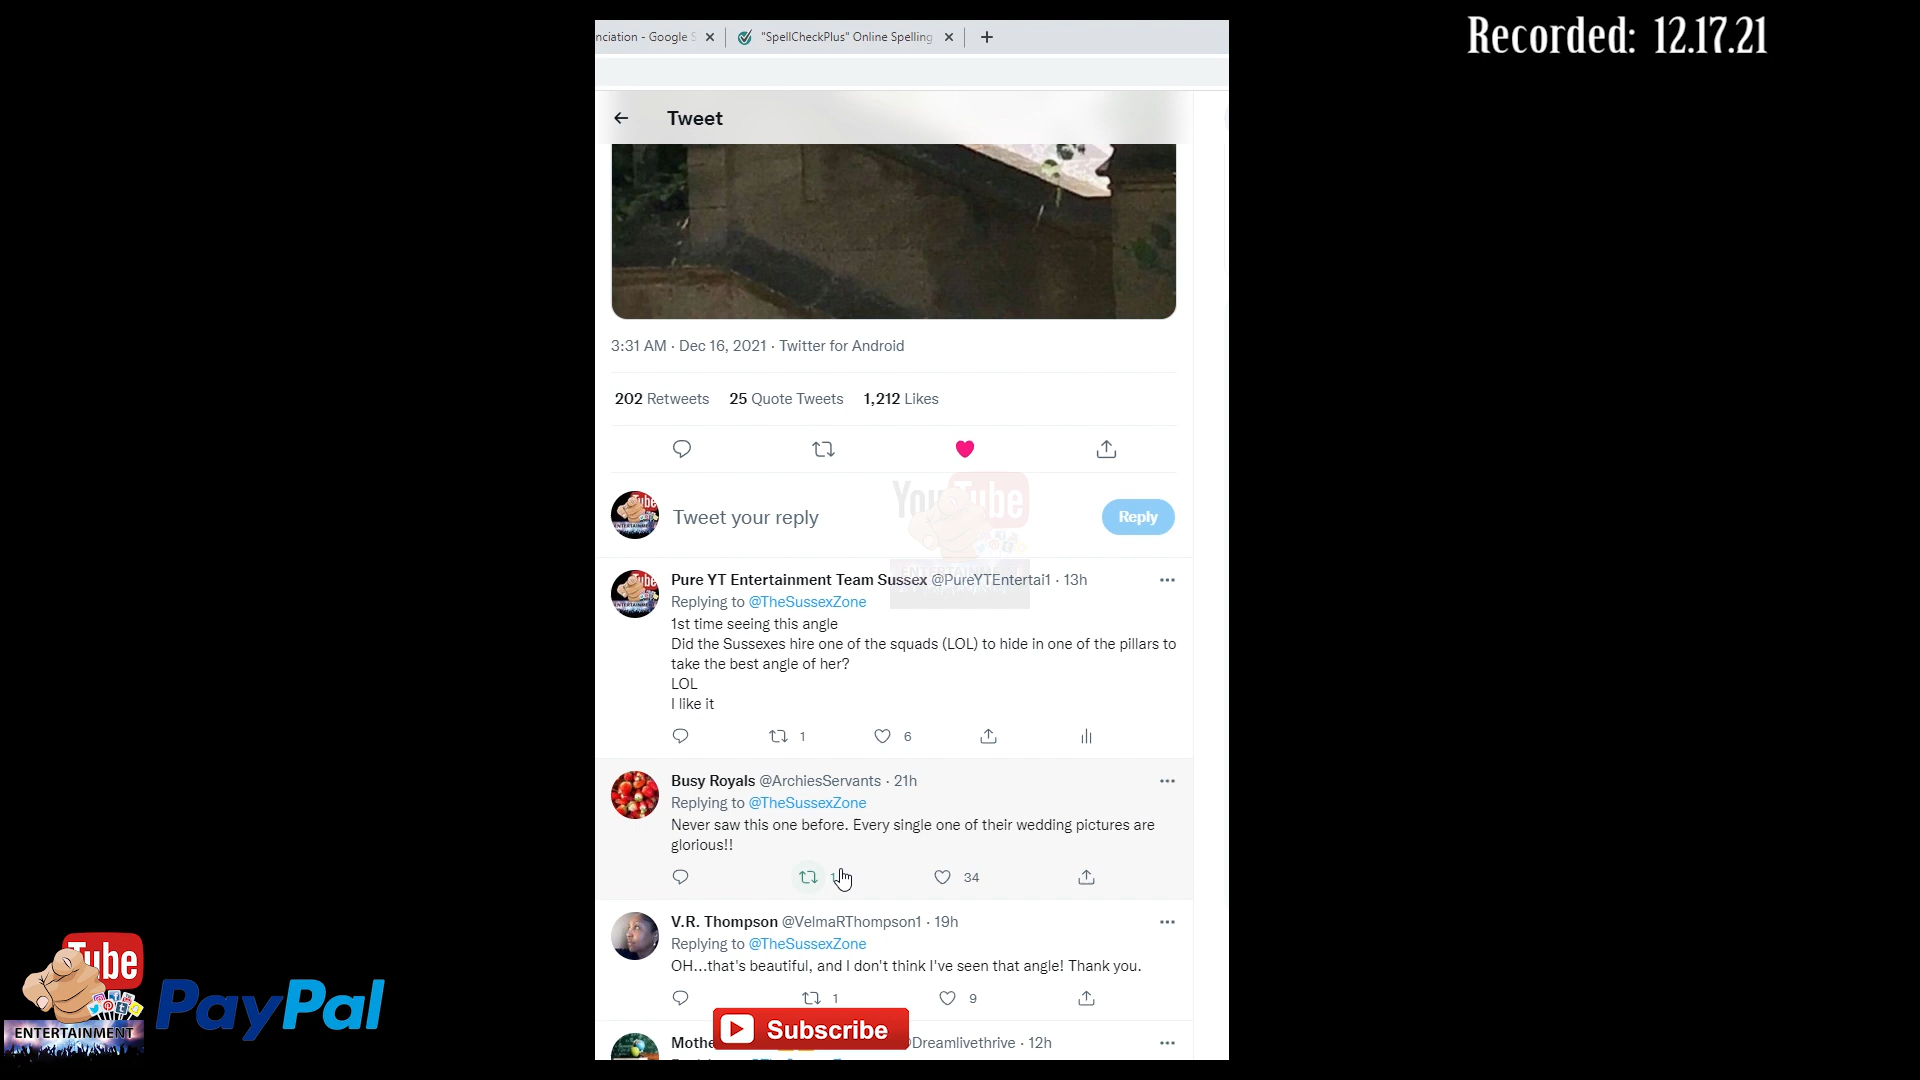 Recorded: 12.17.21
nciation - Google S
"SpellCheckPlus" Online Spelling
Tweet
3:31 AM · Dec 16, 2021 · Twitter for Android
202 Retweets 25 Quote Tweets 1,212 Likes
YouTube
Tweet your reply
Reply
ENTERTAINMENT
Pure YT Entertainment Team Sussex @PureYTEntertai1 · 13h
Replying to @TheSussexZone
1st time seeing this angle
Did the Sussexes hire one of the squads (LOL) to hide in one of the pillars to
take the best angle of her?
LOL
I like it
1 6
Busy Royals @ArchiesServants · 21h
Replying to @TheSussexZone
Never saw this one before. Every single one of their wedding pictures are
glorious!!
34
V.R. Thompson @VelmaRThompson1 · 19h
Replying to @TheSussexZone
OH...that's beautiful, and I don't think I've seen that angle! Thank you.
1 9
Subscribe
Dreamlivethrive · 12h
Tube
ENTERTAINMENT
PayPal